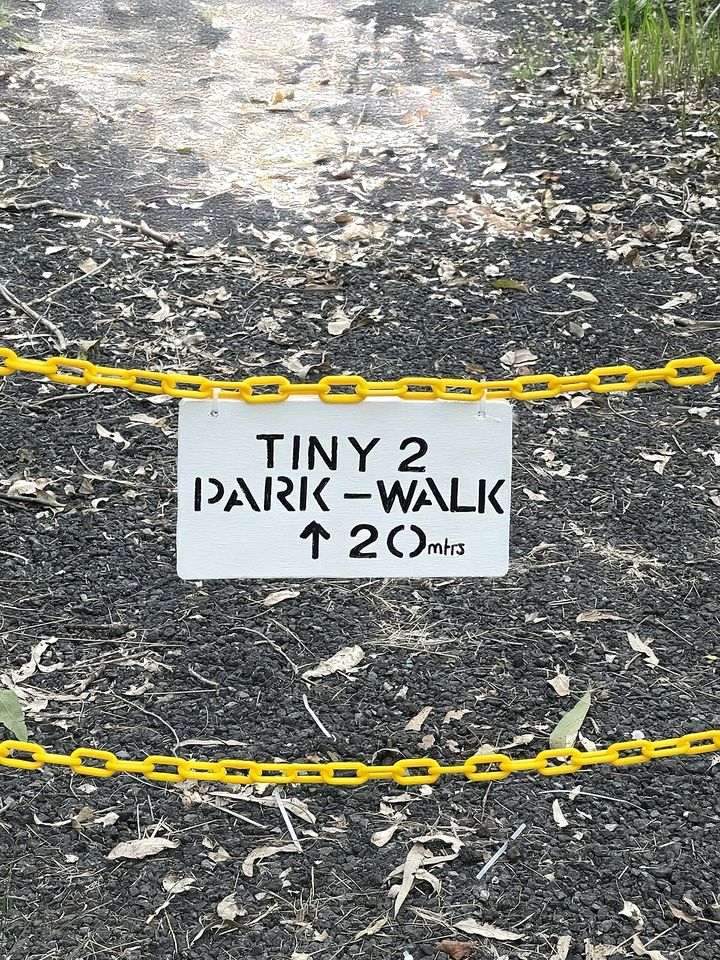 TINY 2
PARK-WALK
↑ 20mtrs